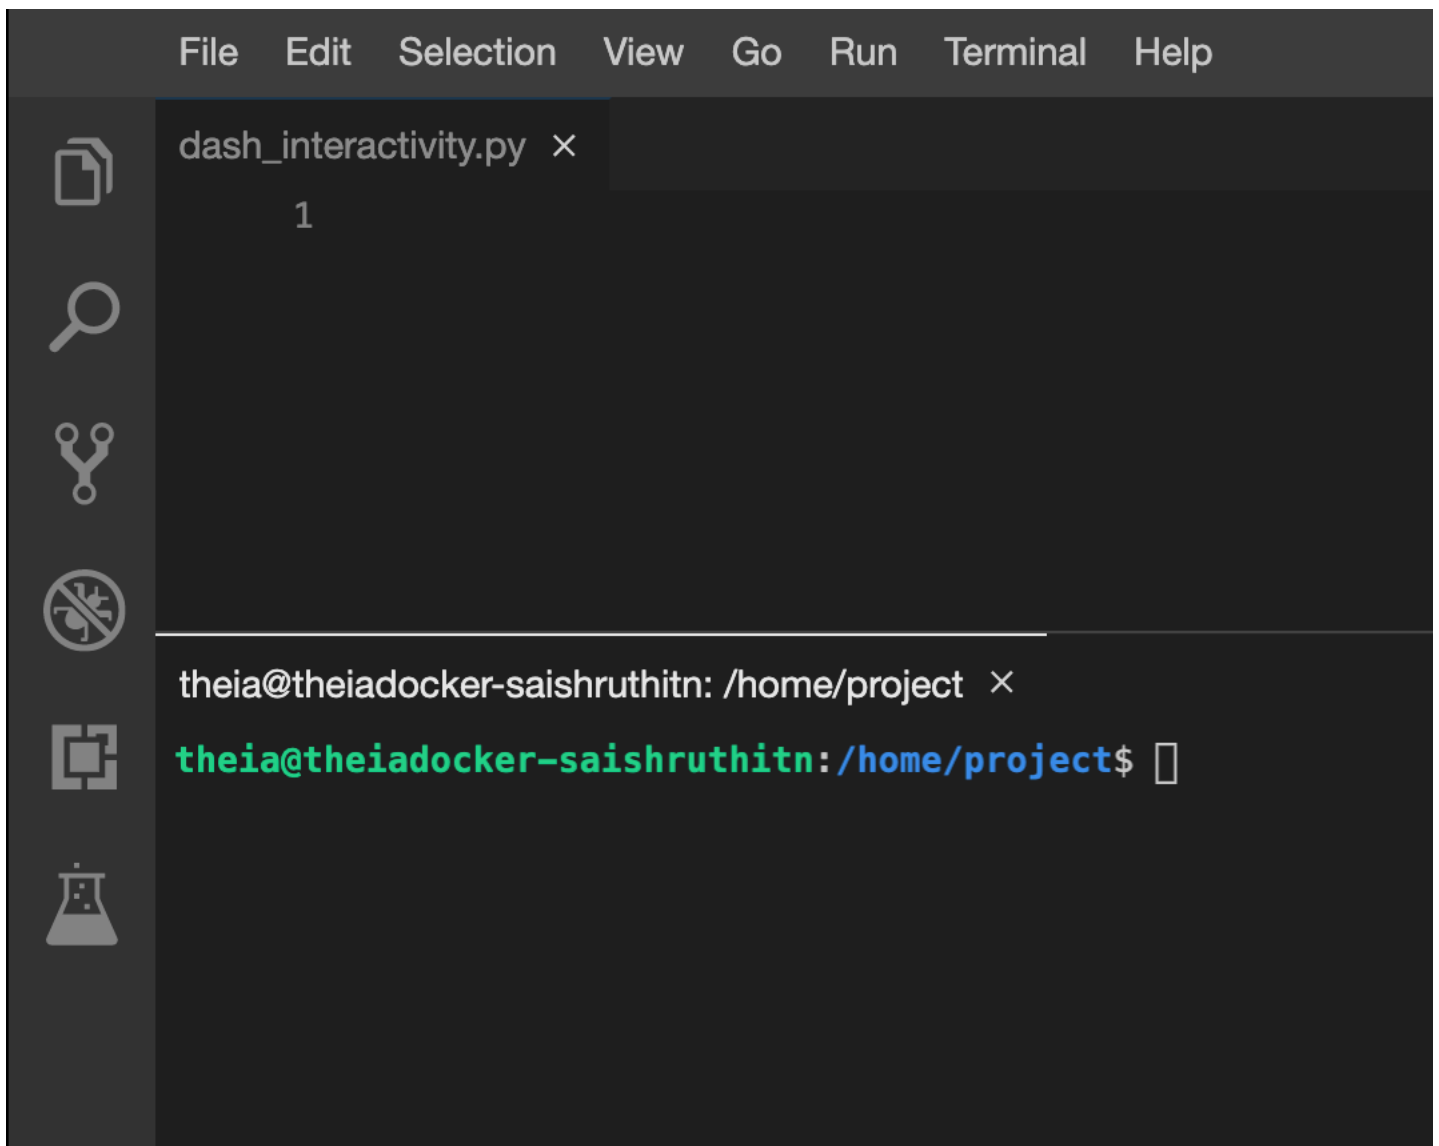 File Edit Selection View Go Run Terminal Help
dash_interactivity.py ×
1
theia@theiadocker-saishruthitn: /home/project ×
theia@theiadocker-saishruthitn:/home/project$